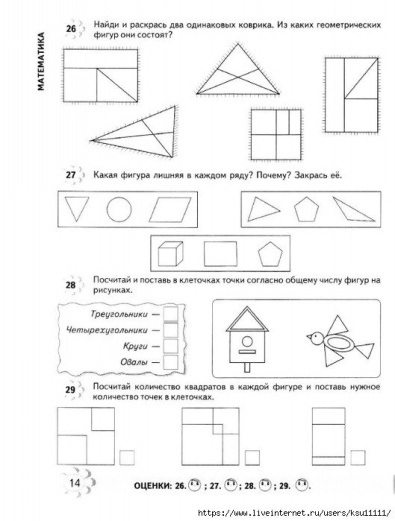 МАТЕМАТИКА
26 Найди и раскрась два одинаковых коврика. Из каких геометрических
фигур они состоят?
27 Какая фигура лишняя в каждом ряду? Почему? Закрась её.
28 Посчитай и поставь в клеточках точки согласно общему числу фигур на
рисунках.
Треугольники —
Четырехугольники —
Круги —
Овалы —
29 Посчитай количество квадратов в каждой фигуре и поставь нужное
количество точек в клеточках.
14 ОЦЕНКИ: 26. ; 27. ; 28. ; 29. .
https://www.liveinternet.ru/users/ksu11111/